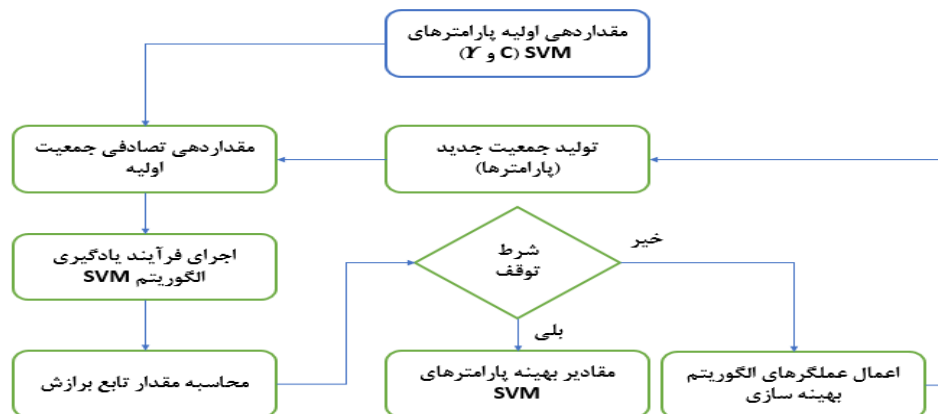 مقداردهی اولیه پارامترهای
SVM (C و ϒ)
مقداردهی تصادفی جمعیت
اولیه
تولید جمعیت جدید
(پارامترها)
اجرای فرآیند یادگیری
الگوریتم SVM
شرط
توقف
خیر
بلی
محاسبه مقدار تابع برازش
مقادیر بهینه پارامترهای
SVM
اعمال عملگرهای الگوریتم
بهینه سازی